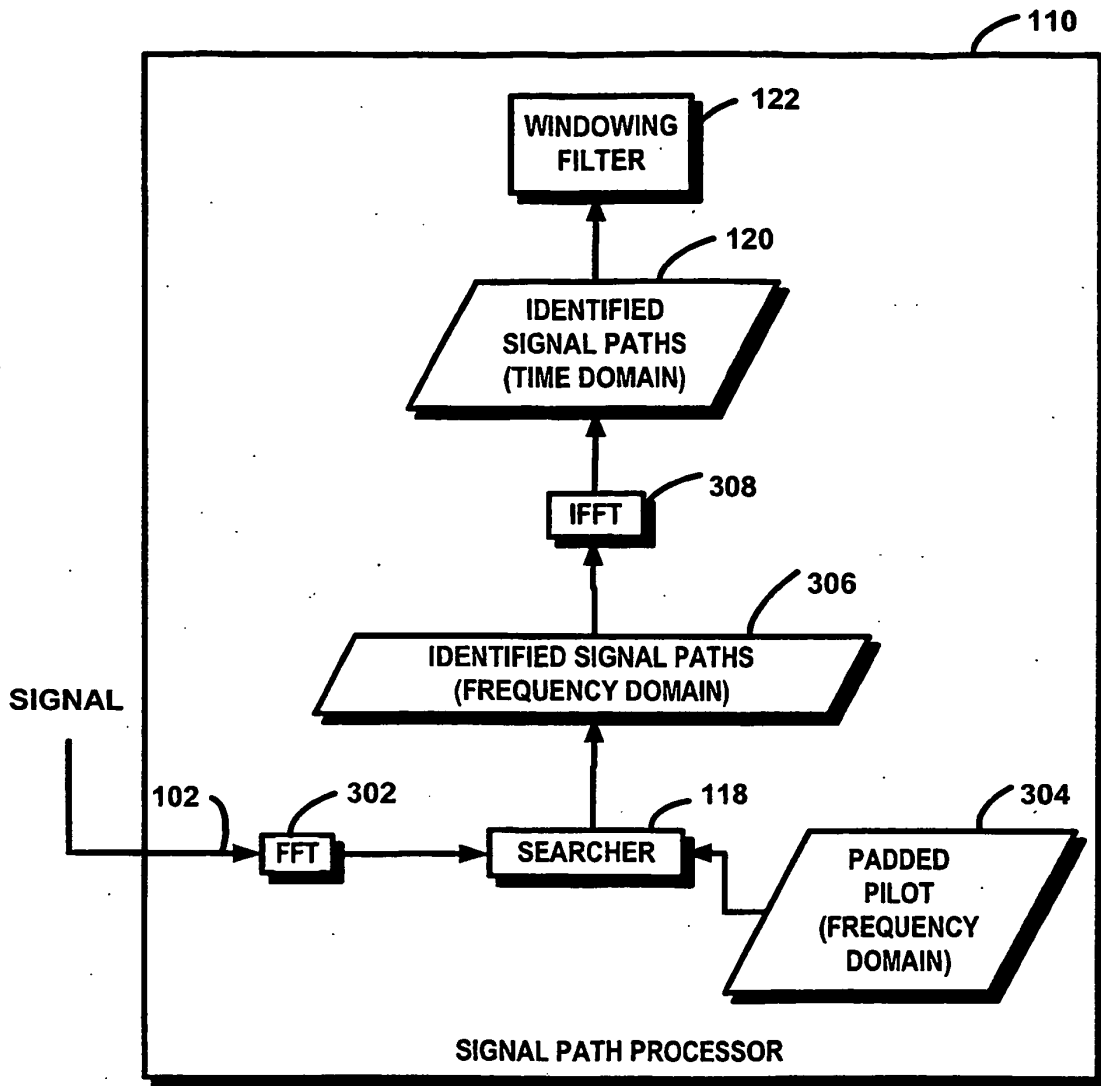 110
WINDOWING
FILTER
122
120
IDENTIFIED
SIGNAL PATHS
(TIME DOMAIN)
IFFT
308
306
IDENTIFIED SIGNAL PATHS
(FREQUENCY DOMAIN)
SIGNAL
102
302
118
304
FFT
SEARCHER
PADDED
PILOT
(FREQUENCY
DOMAIN)
SIGNAL PATH PROCESSOR